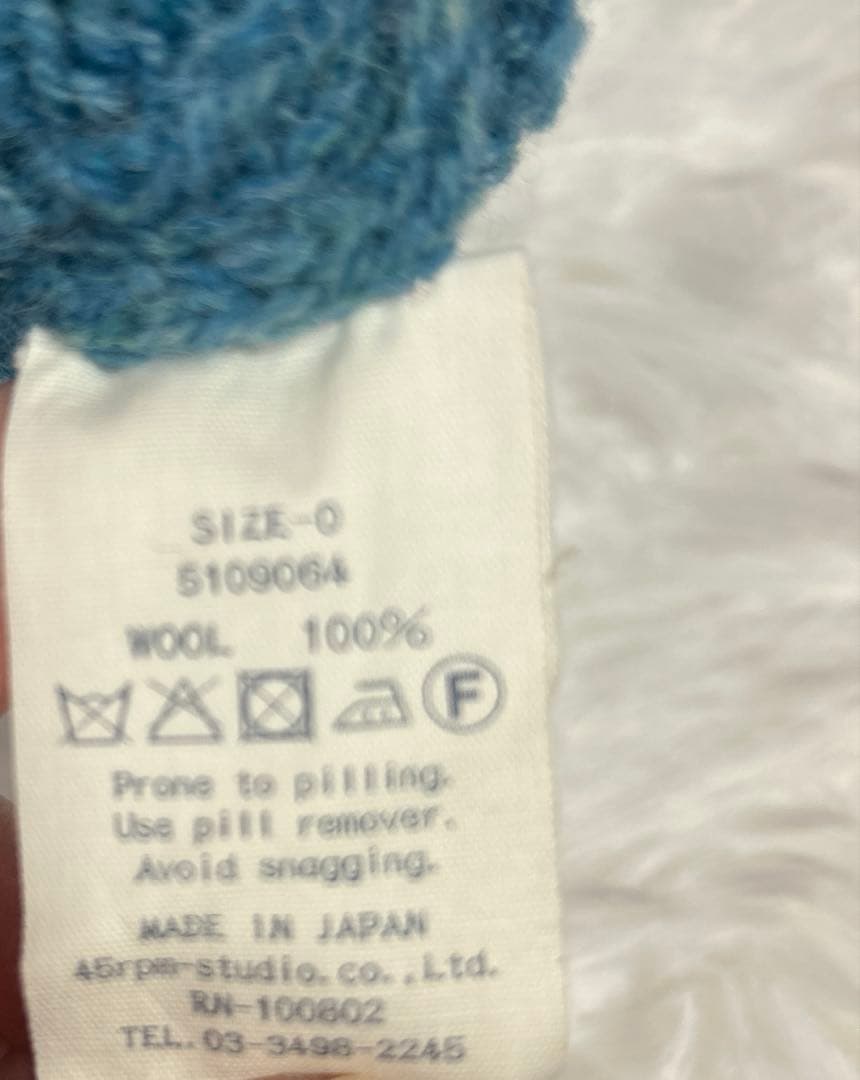 SIZE-0
5109064
WOOL 100%
F
Prone to pilling.
Use pill remover.
Avoid snagging.
MADE IN JAPAN
45rpm-studio.co.,Ltd.
RN-100802
TEL.03-3498-2245